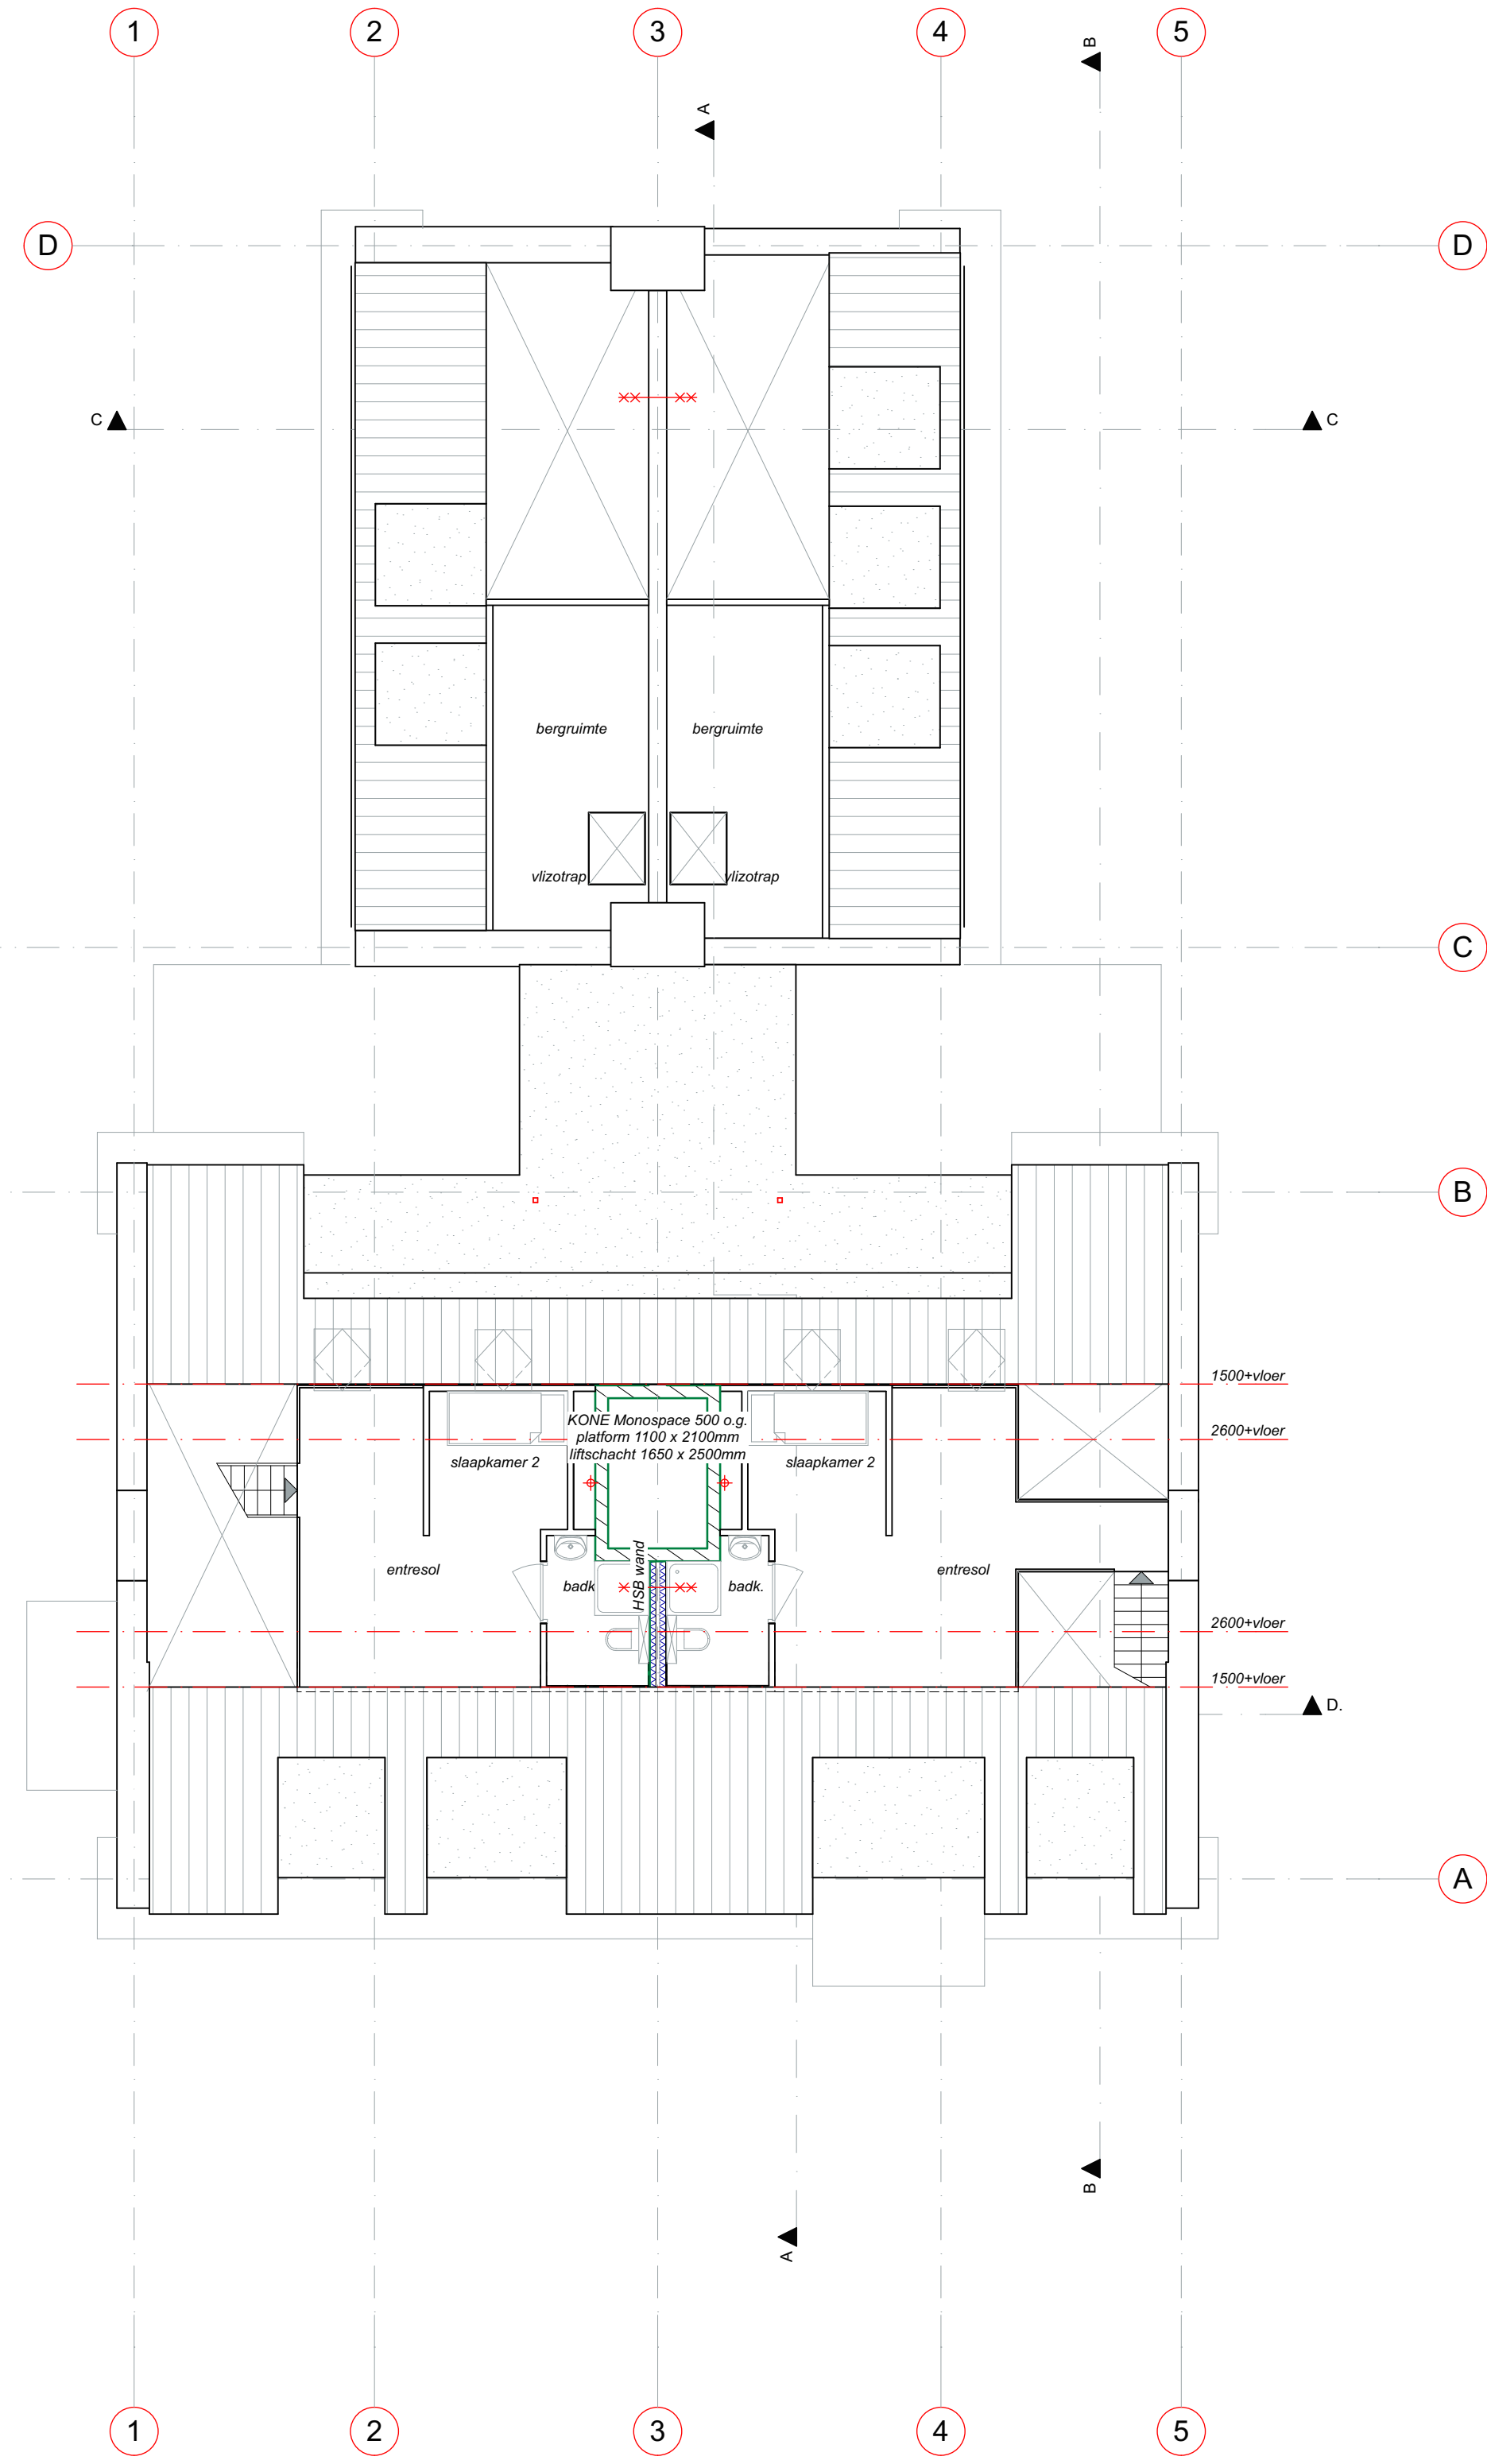 1 2 3 4 5
B
A
D D
C C
bergruimte bergruimte
vlizotrap vlizotrap
C
B
1500+vloer
KONE Monospace 500 o.g.
platform 1100 x 2100mm
liftschacht 1650 x 2500mm
2600+vloer
slaapkamer 2 slaapkamer 2
entresol entresol
badk HSB wand badk.
2600+vloer
1500+vloer
D.
A
B
A
1 2 3 4 5